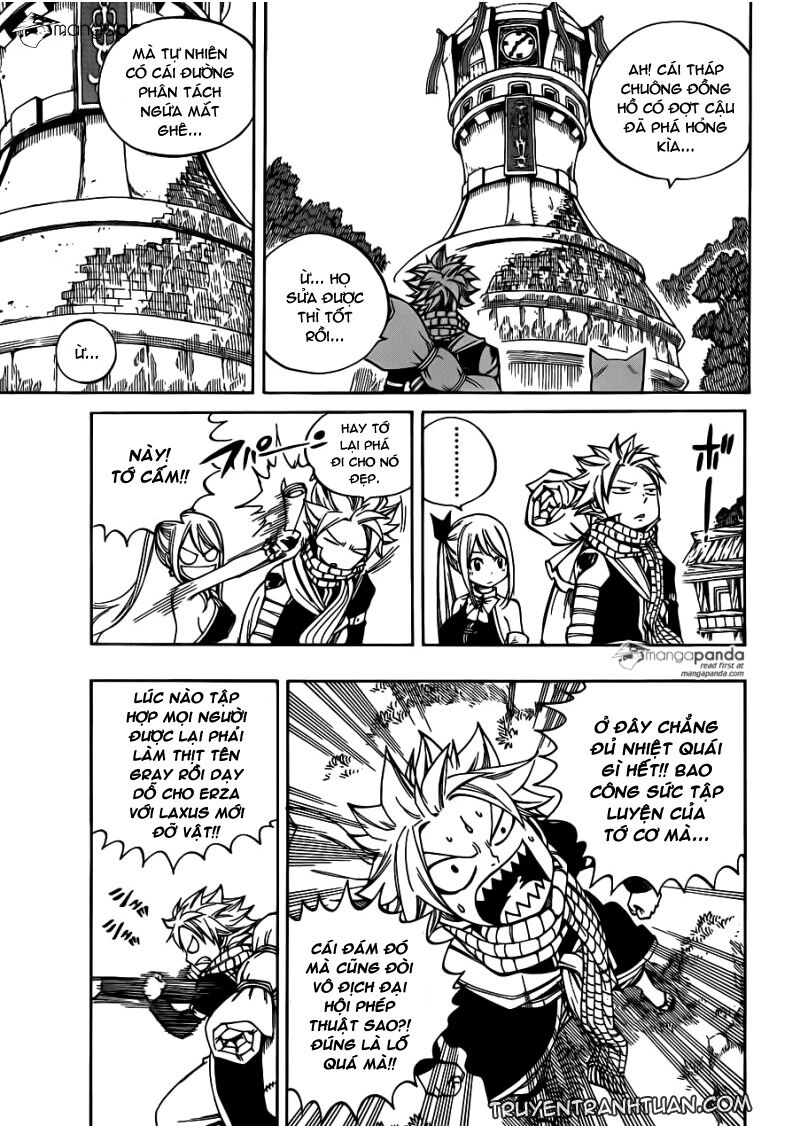 AH! CÁI THÁP
CHUÔNG ĐỒNG
HỒ CÓ ĐỢT CẬU
ĐÃ PHÁ HỎNG
KÌA...
Ừ... HỌ
SỬA ĐƯỢC
THÌ TỐT
RỒI...
mangapanda
MÀ TỰ NHIÊN
CÓ CÁI ĐƯỜNG
PHÂN TÁCH
NGỨA MẮT
GHÊ...
Ừ...
.........
mangapanda
read first at
mangapanda.com
HAY TỚ
LẠI PHÁ
ĐI CHO NÓ
ĐẸP.
NÀY!
TỚ CẤM!!
Ở ĐÂY CHẲNG
ĐỦ NHIỆT QUÁI
GÌ HẾT!! BAO
CÔNG SỨC TẬP
LUYỆN CỦA
TỚ CƠ MÀ...
CÁI ĐÁM ĐÓ
MÀ CŨNG ĐÒI
VÔ ĐỊCH ĐẠI
HỘI PHÉP
THUẬT SAO?!
ĐÚNG LÀ LỐ
QUÁ MÀ!!
LÚC NÀO TẬP
HỢP MỌI NGƯỜI
ĐƯỢC LẠI PHẢI
LÀM THỊT TÊN
GRAY RỒI DẠY
DỖ CHO ERZA
VỚI LAXUS MỚI
ĐỠ VẬT!!
TRUYENTRANHTUAN.COM